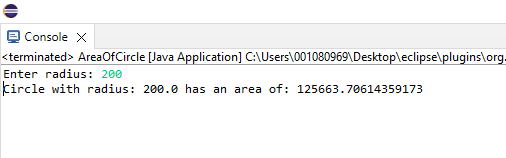 Console
<terminated> AreaOfCircle [Java Application] C:\Users\001080969\Desktop\eclipse\plugins\org.
Enter radius: 200
Circle with radius: 200.0 has an area of: 125663.70614359173